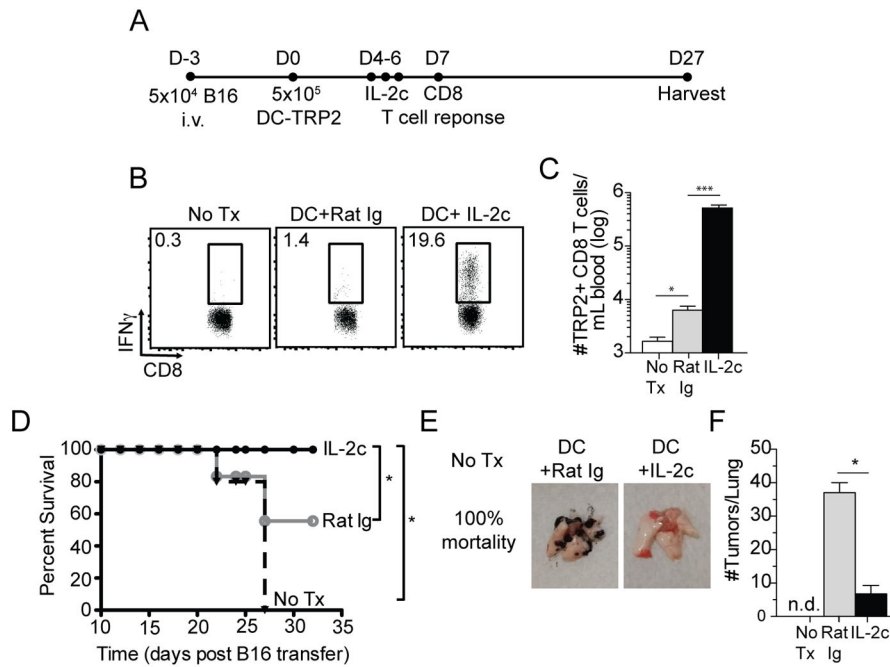 A
D-3 D0 D4-6 D7 D27
5x10⁴ B16 5x10⁵ IL-2c CD8 Harvest
i.v. DC-TRP2 T cell reponse
B
No Tx DC+Rat Ig DC+ IL-2c
0.3 1.4 19.6
IFNγ
CD8
C
#TRP2+ CD8 T cells/
mL blood (log)
6
5
4
3
*
***
No Rat IL-2c
Tx Ig
D
Percent Survival
100
80
60
40
20
0
10 15 20 25 30 35
Time (days post B16 transfer)
IL-2c
Rat Ig
No Tx
*
*
E
No Tx DC DC
+Rat Ig +IL-2c
100%
mortality
F
#Tumors/Lung
50
40
30
20
10
0
*
n.d.
No Rat IL-2c
Tx Ig